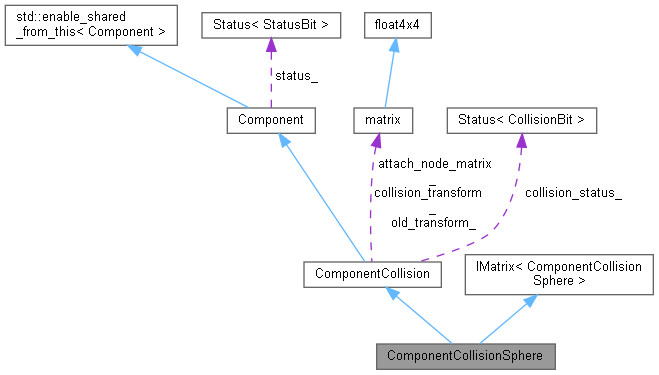 std::enable_shared
_from_this< Component >
Status< StatusBit >
float4x4
status_
Component
matrix
Status< CollisionBit >
attach_node_matrix
_
collision_transform
_
old_transform_
collision_status_
ComponentCollision
IMatrix< ComponentCollision
Sphere >
ComponentCollisionSphere